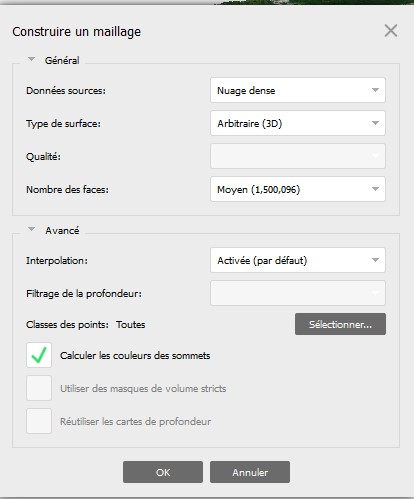 Construire un maillage
Général
Données sources: Nuage dense
Type de surface: Arbitraire (3D)
Qualité:
Nombre des faces: Moyen (1,500,096)
Avancé
Interpolation: Activée (par défaut)
Filtrage de la profondeur:
Classes des points: Toutes Sélectionner...
Calculer les couleurs des sommets
Utiliser des masques de volume stricts
Réutiliser les cartes de profondeur
OK Annuler